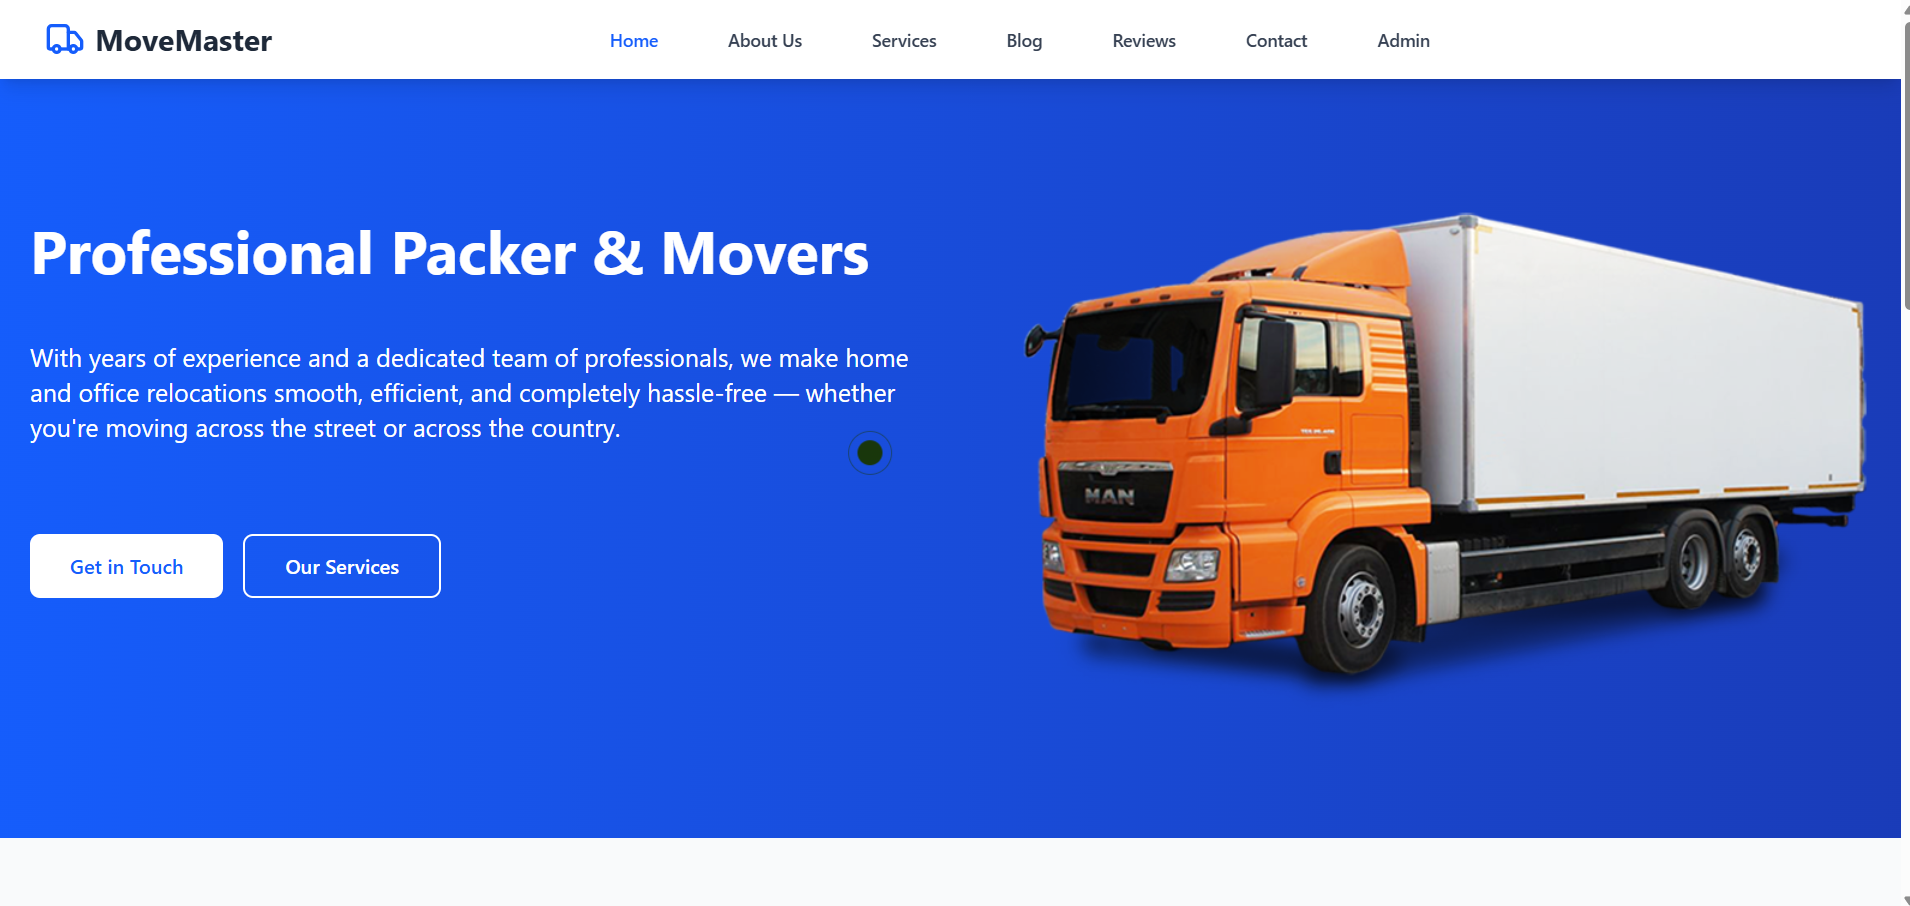 MoveMaster
Home
About Us
Services
Blog
Reviews
Contact
Admin
Professional Packer & Movers
With years of experience and a dedicated team of professionals, we make home
and office relocations smooth, efficient, and completely hassle-free — whether
you're moving across the street or across the country.
Get in Touch
Our Services
MAN